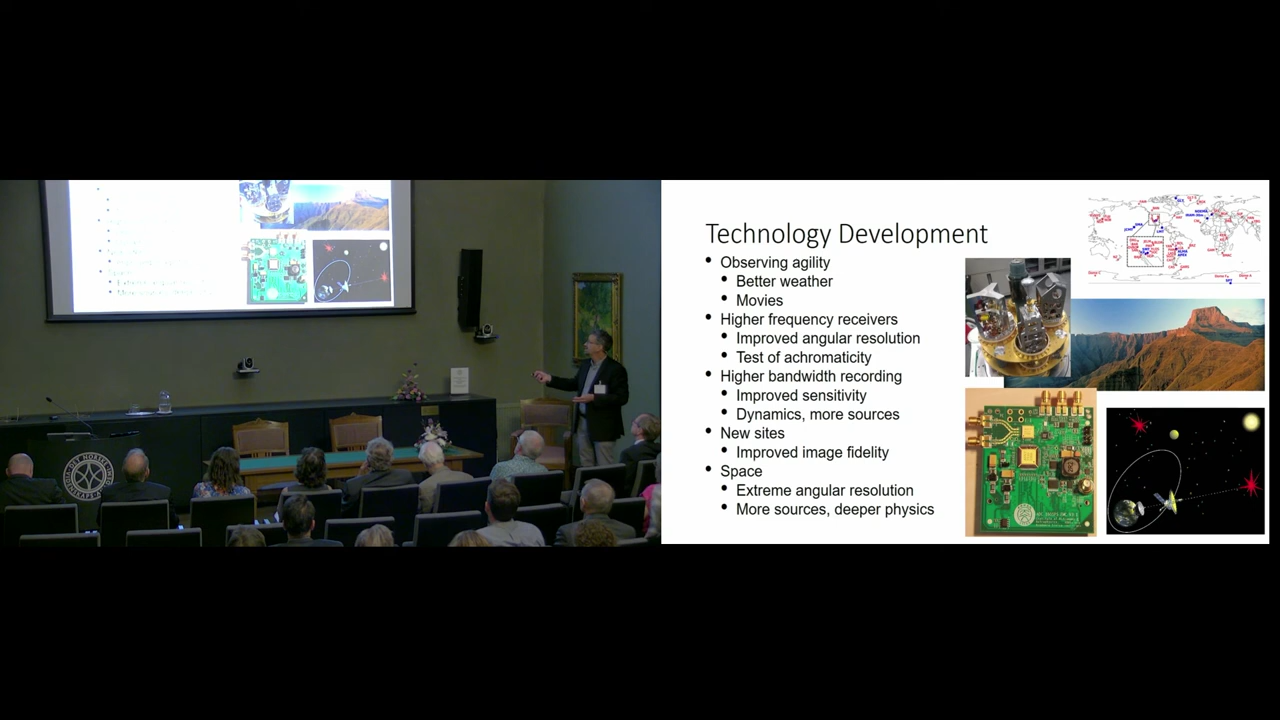 Technology Development
• Observing agility
• Better weather
• Movies
• Higher frequency receivers
• Improved angular resolution
• Test of achromaticity
• Higher bandwidth recording
• Improved sensitivity
• Dynamics, more sources
• New sites
• Improved image fidelity
• Space
• Extreme angular resolution
• More sources, deeper physics